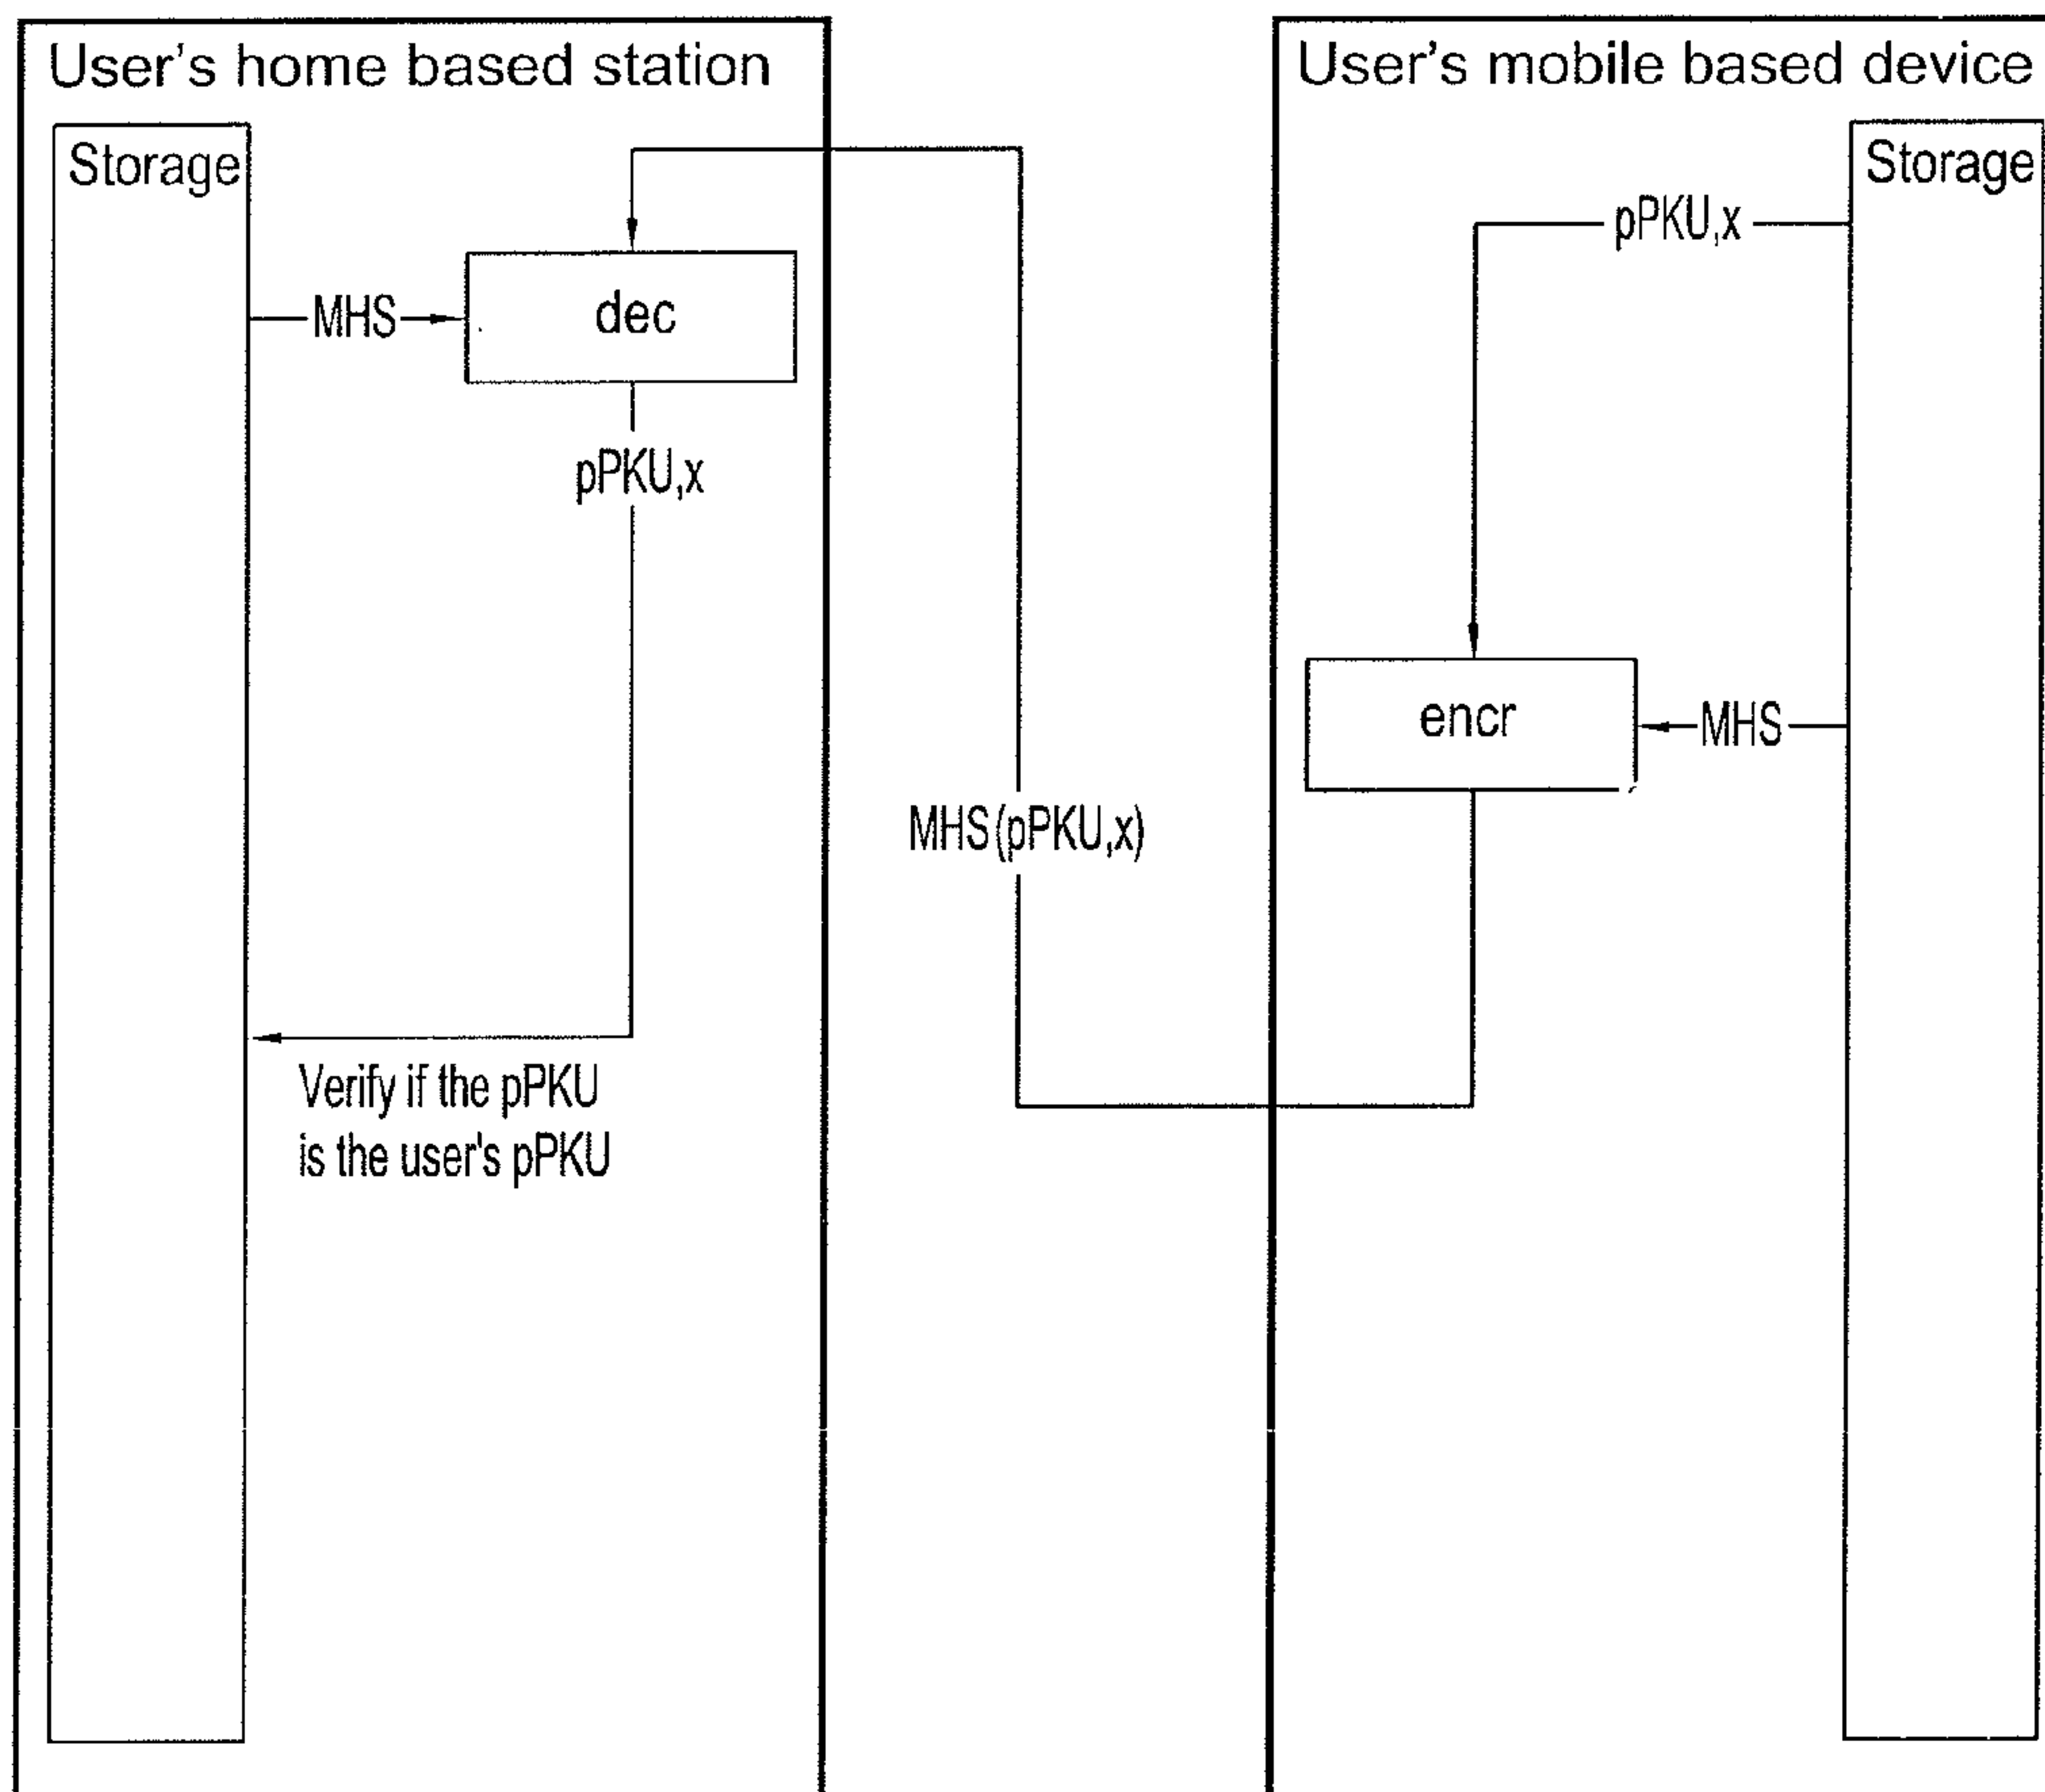 User's home based station
Storage
MHS
dec
pPKU,x
Verify if the pPKU
is the user's pPKU
MHS(pPKU,x)
User's mobile based device
Storage
pPKU,x
encr
MHS